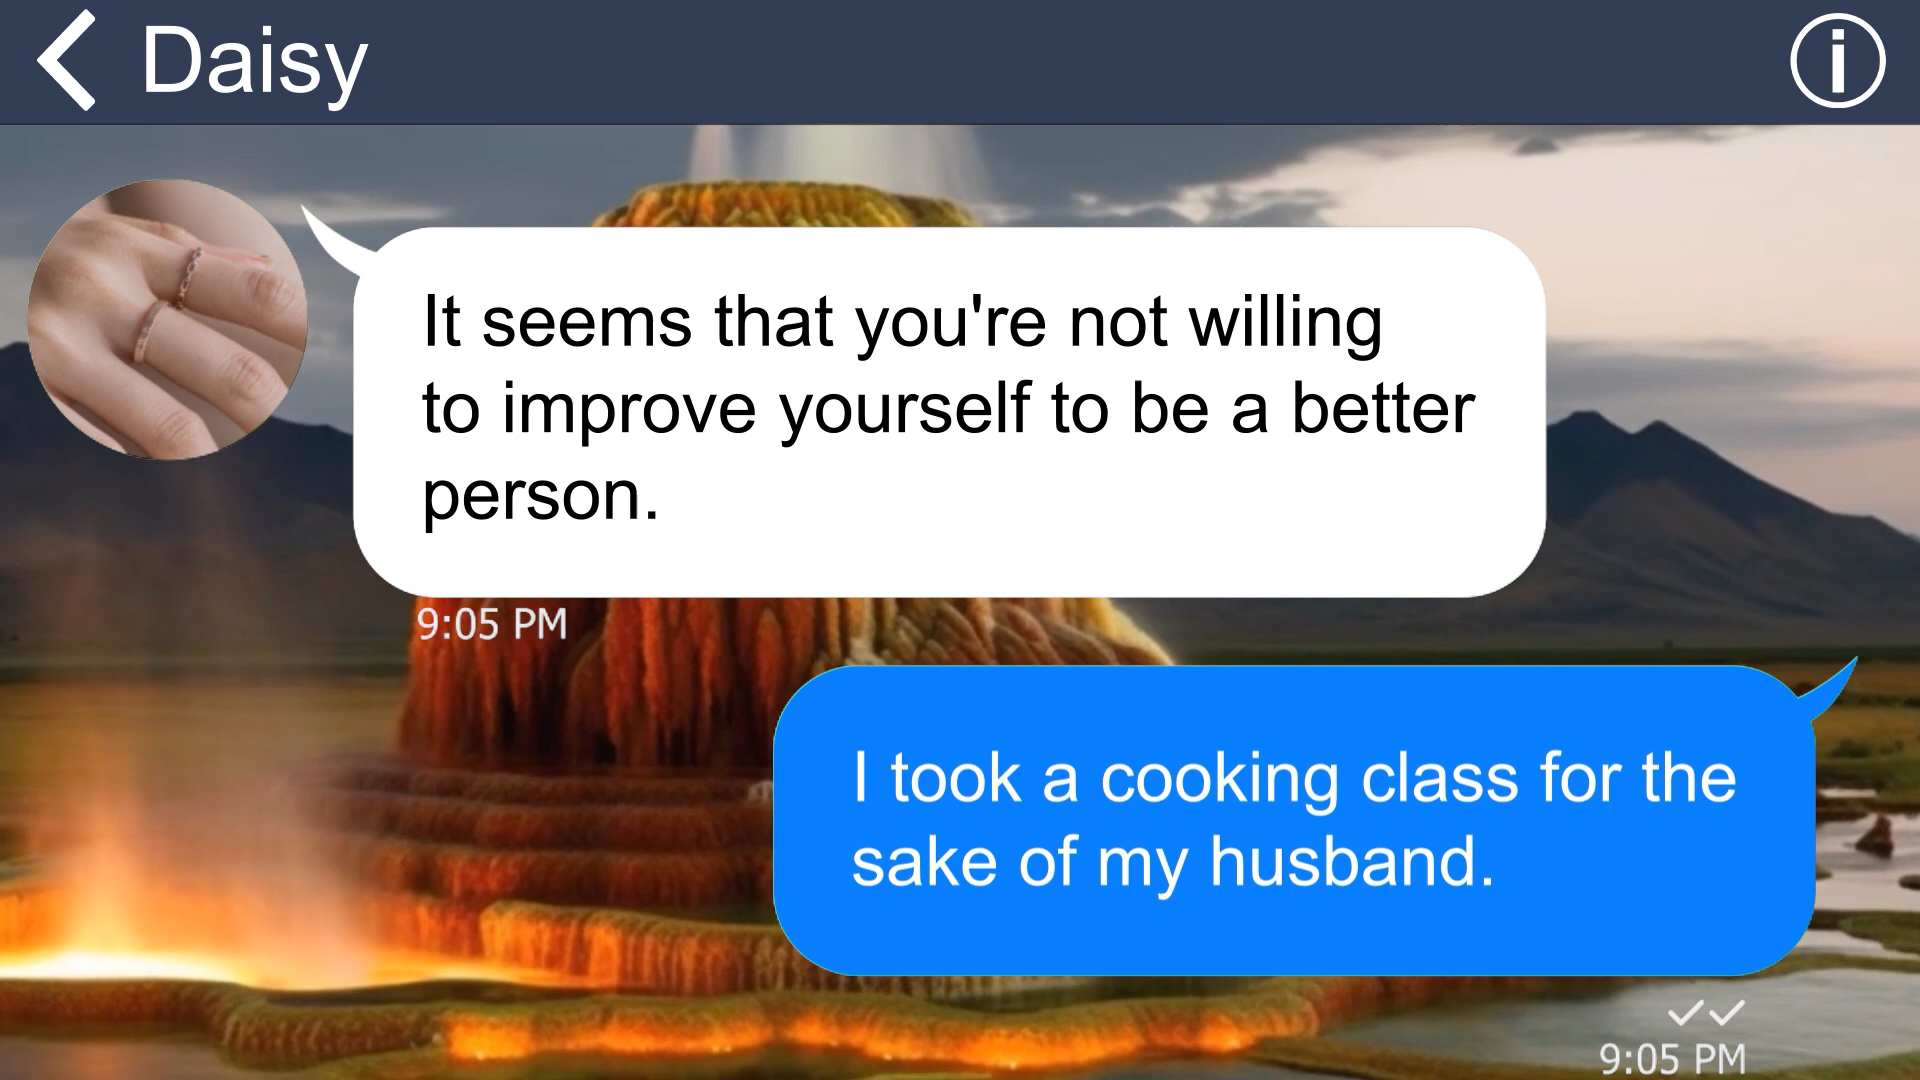 Daisy
It seems that you're not willing
to improve yourself to be a better
person.
9:05 PM
I took a cooking class for the
sake of my husband.
9:05 PM